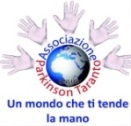 Associazione
Parkinson Taranto
Un mondo che ti tende
la mano